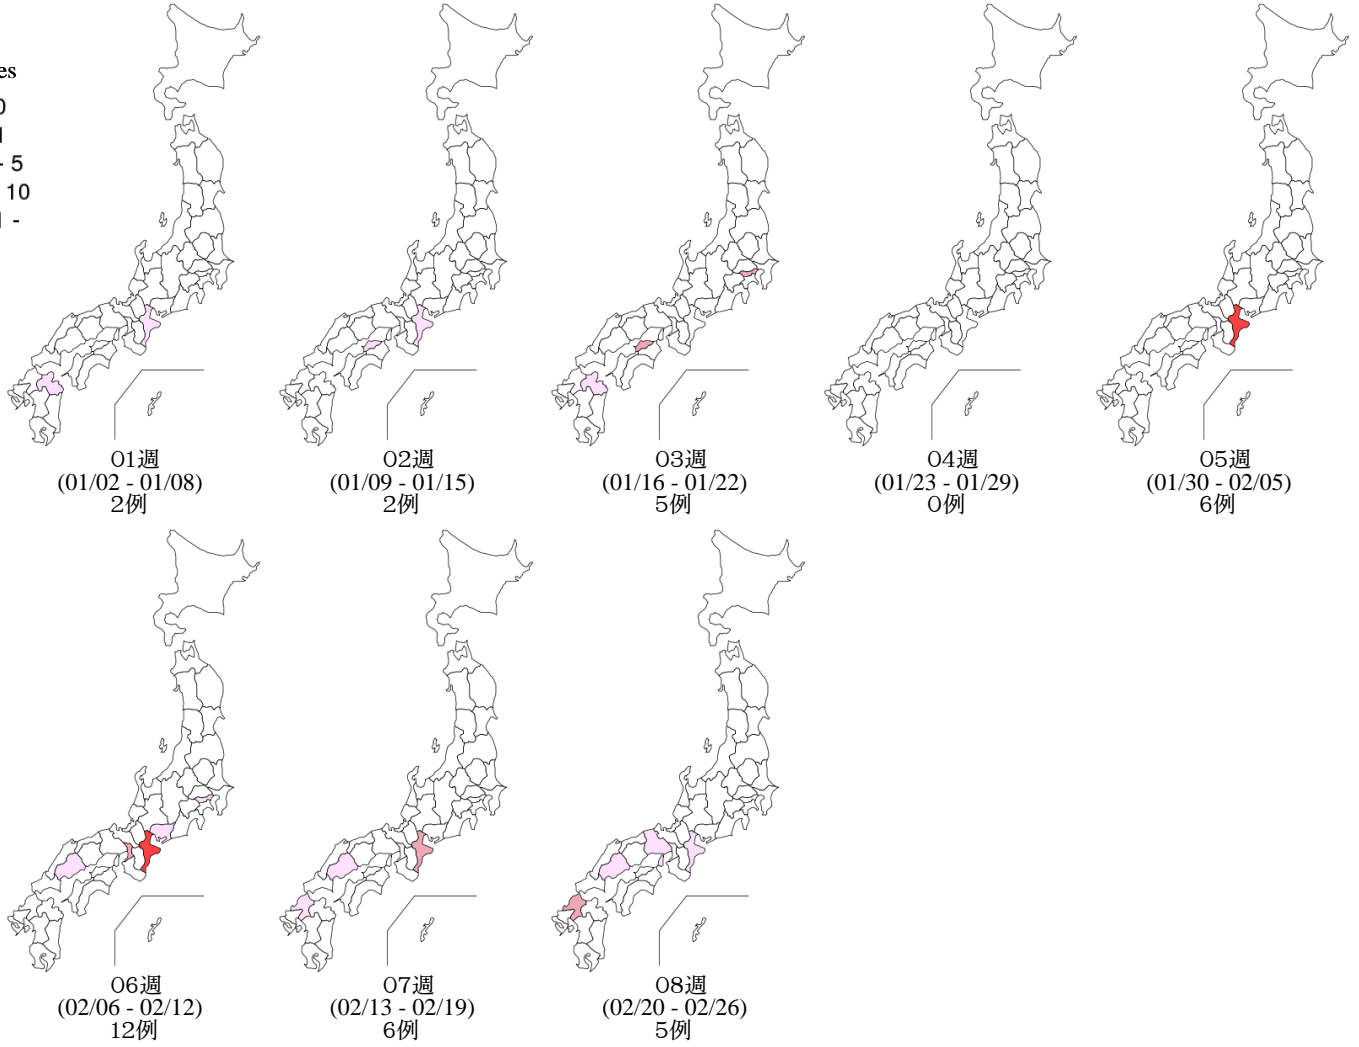 es
0
1
- 5
10
-
01週
(01/02 - 01/08)
2例
02週
(01/09 - 01/15)
2例
03週
(01/16 - 01/22)
5例
04週
(01/23 - 01/29)
0例
05週
(01/30 - 02/05)
6例
06週
(02/06 - 02/12)
12例
07週
(02/13 - 02/19)
6例
08週
(02/20 - 02/26)
5例